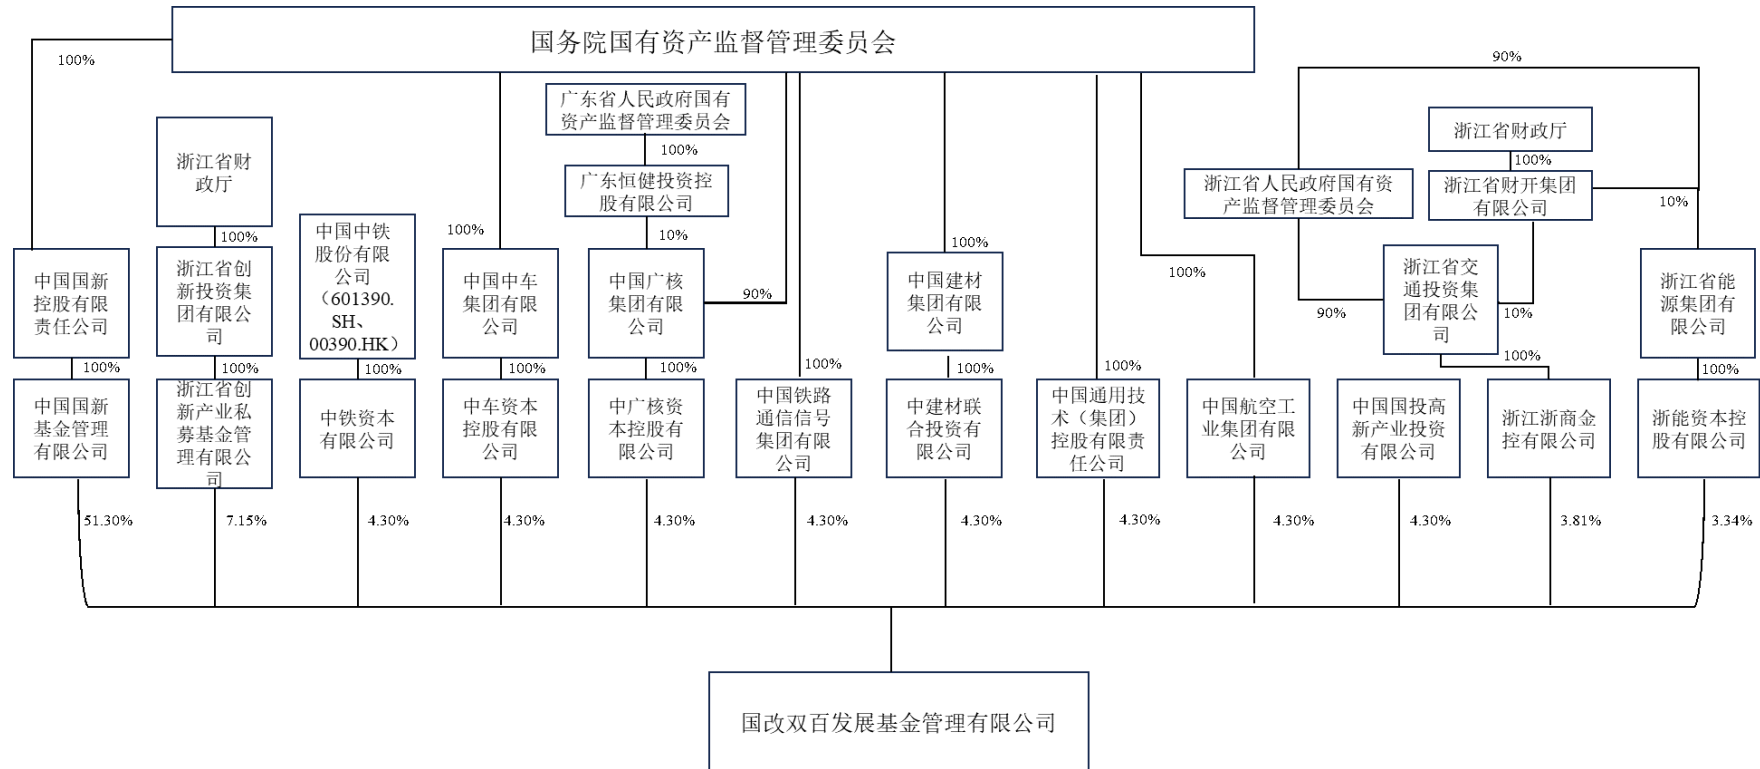 国务院国有资产监督管理委员会
100%
90%
广东省人民政府国有
资产监督管理委员会
浙江省财政厅
浙江省财
政厅
100%
100%
广东恒健投资控
股有限公司
浙江省人民政府国有资
产监督管理委员会
浙江省财开集团
有限公司
10%
100%
中国中铁
股份有限
公司
（601390.
SH、
00390.HK）
100%
10%
100%
100%
中国国新
控股有限
责任公司
浙江省创
新投资集
团有限公
司
中国中车
集团有限
公司
中国广核
集团有限
公司
90%
中国建材
集团有限
公司
90%
浙江省交
通投资集
团有限公
司
10%
浙江省能
源集团有
限公司
100%
100%
100%
100%
100%
100%
100%
100%
100%
100%
中国国新
基金管理
有限公司
浙江省创
新产业私
募基金管
理有限公
司
中铁资本
有限公司
中车资本
控股有限
公司
中广核资
本控股有
限公司
中国铁路
通信信号
集团有限
公司
中建材联
合投资有
限公司
中国通用技
术（集团）
控股有限责
任公司
中国航空工
业集团有限
公司
中国国投高
新产业投资
有限公司
浙江浙商金
控有限公司
浙能资本控
股有限公司
51.30%
7.15%
4.30%
4.30%
4.30%
4.30%
4.30%
4.30%
4.30%
4.30%
3.81%
3.34%
国改双百发展基金管理有限公司